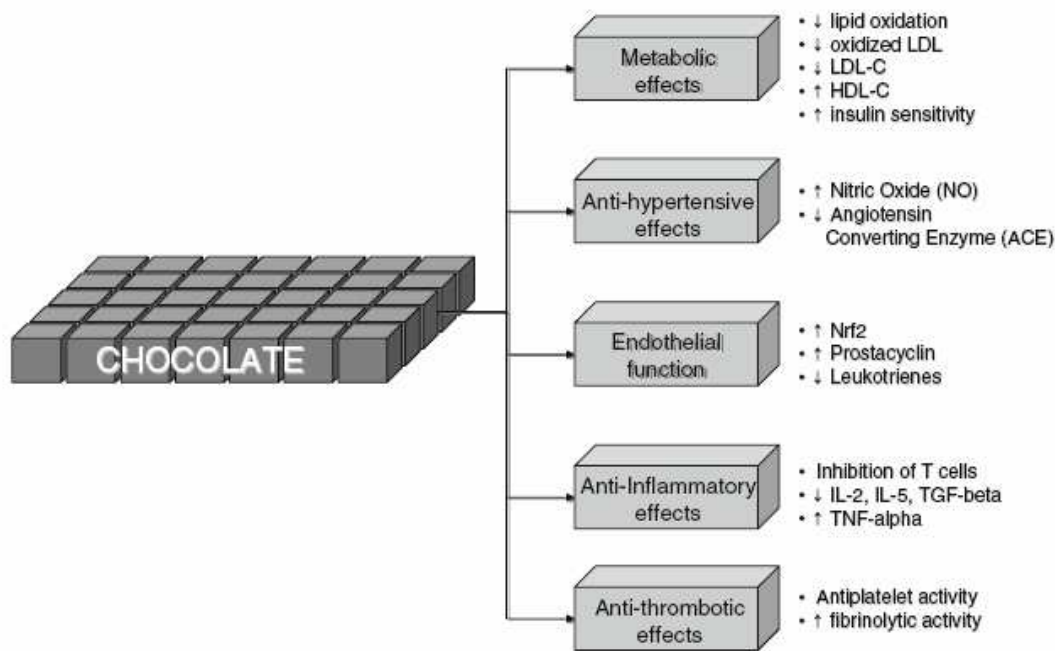 CHOCOLATE
Metabolic
effects
• ↓ lipid oxidation
• ↓ oxidized LDL
• ↓ LDL-C
• ↑ HDL-C
• ↑ insulin sensitivity
Anti-hypertensive
effects
• ↑ Nitric Oxide (NO)
• ↓ Angiotensin
Converting Enzyme (ACE)
Endothelial
function
• ↑ Nrf2
• ↑ Prostacyclin
• ↓ Leukotrienes
Anti-Inflammatory
effects
• Inhibition of T cells
• ↓ IL-2, IL-5, TGF-beta
• ↑ TNF-alpha
Anti-thrombotic
effects
• Antiplatelet activity
• ↑ fibrinolytic activity